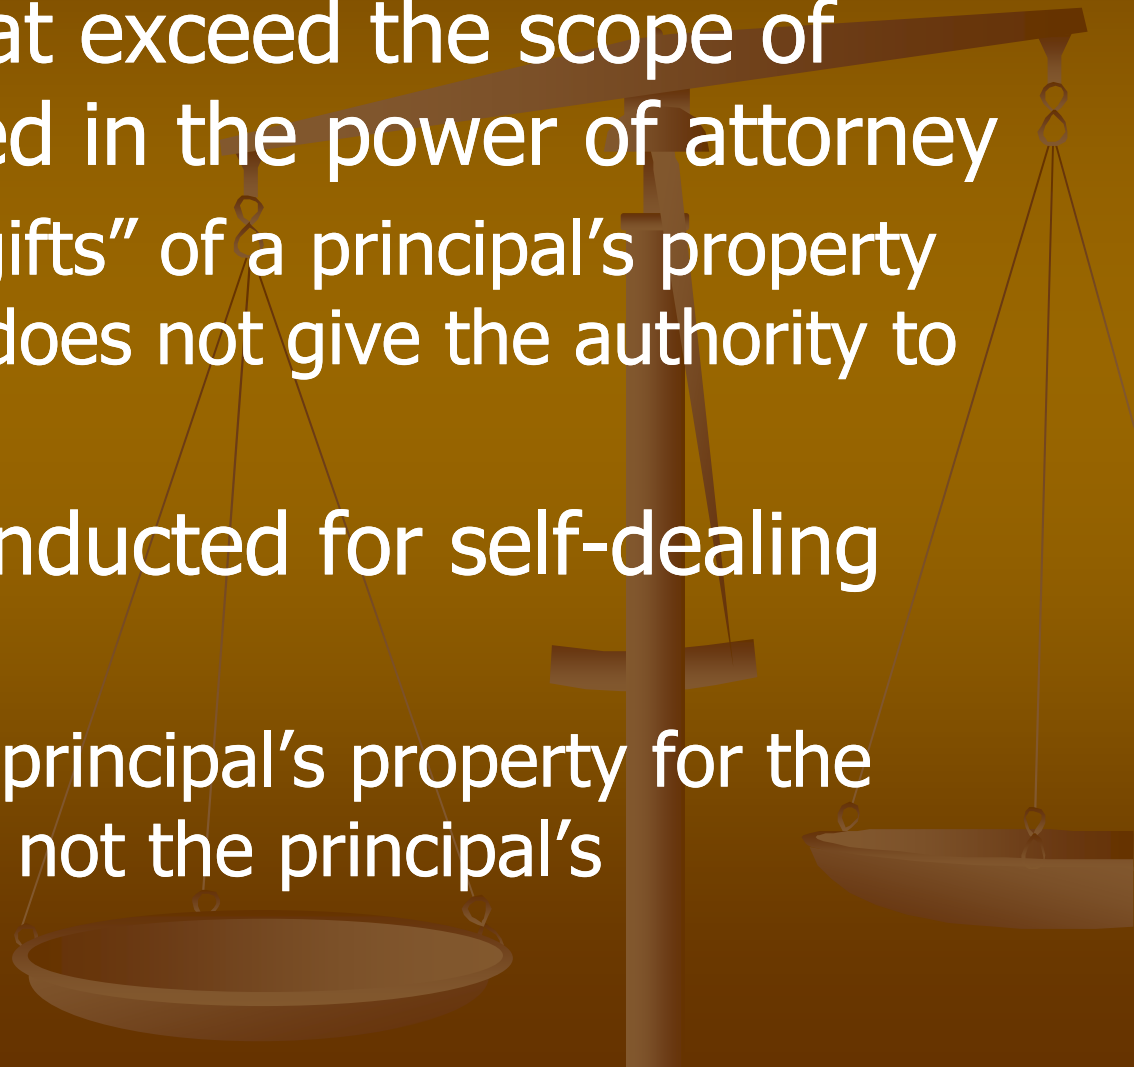 at exceed the scope of
ed in the power of attorney
gifts” of a principal’s property
does not give the authority to
nducted for self-dealing
principal’s property for the
not the principal’s